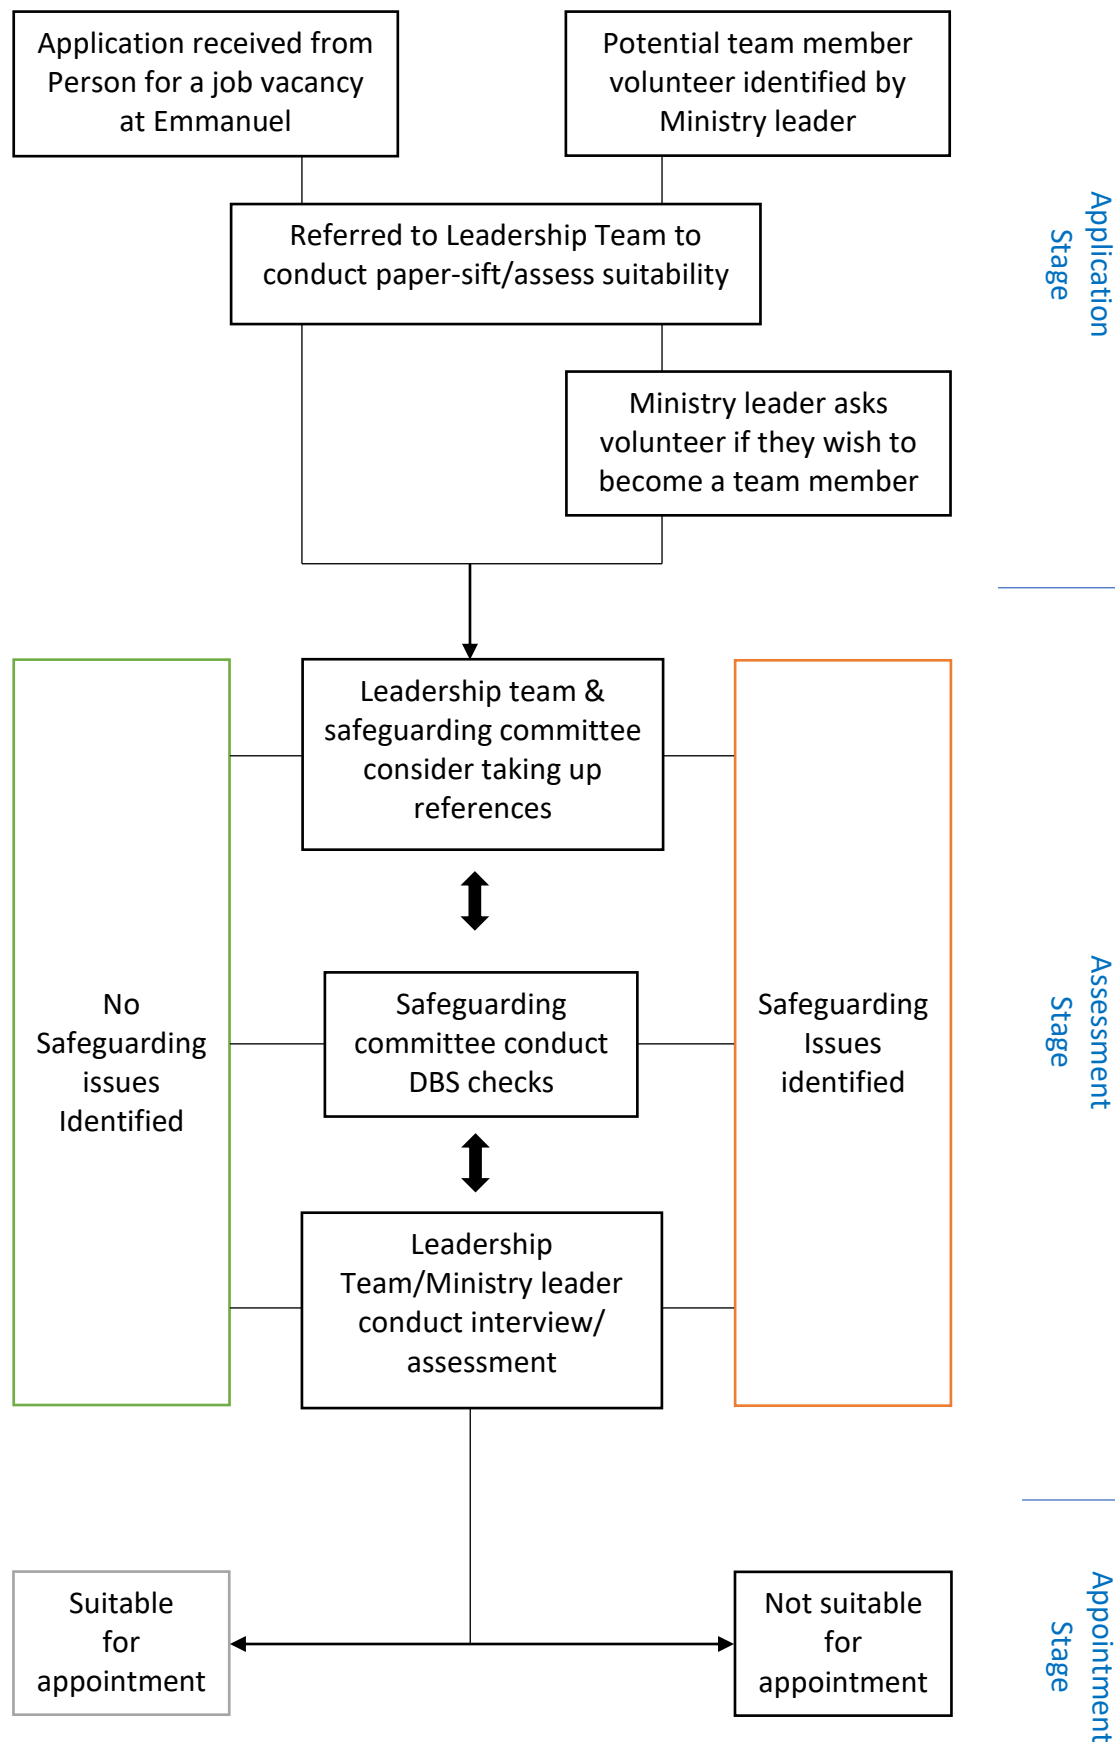 Application received from
Person for a job vacancy
at Emmanuel
Potential team member
volunteer identified by
Ministry leader
Referred to Leadership Team to
conduct paper-sift/assess suitability
Ministry leader asks
volunteer if they wish to
become a team member
Application
Stage
Leadership team &
safeguarding committee
consider taking up
references
No
Safeguarding
issues
Identified
Safeguarding
committee conduct
DBS checks
Safeguarding
Issues
identified
Leadership
Team/Ministry leader
conduct interview/
assessment
Assessment
Stage
Suitable
for
appointment
Not suitable
for
appointment
Appointment
Stage